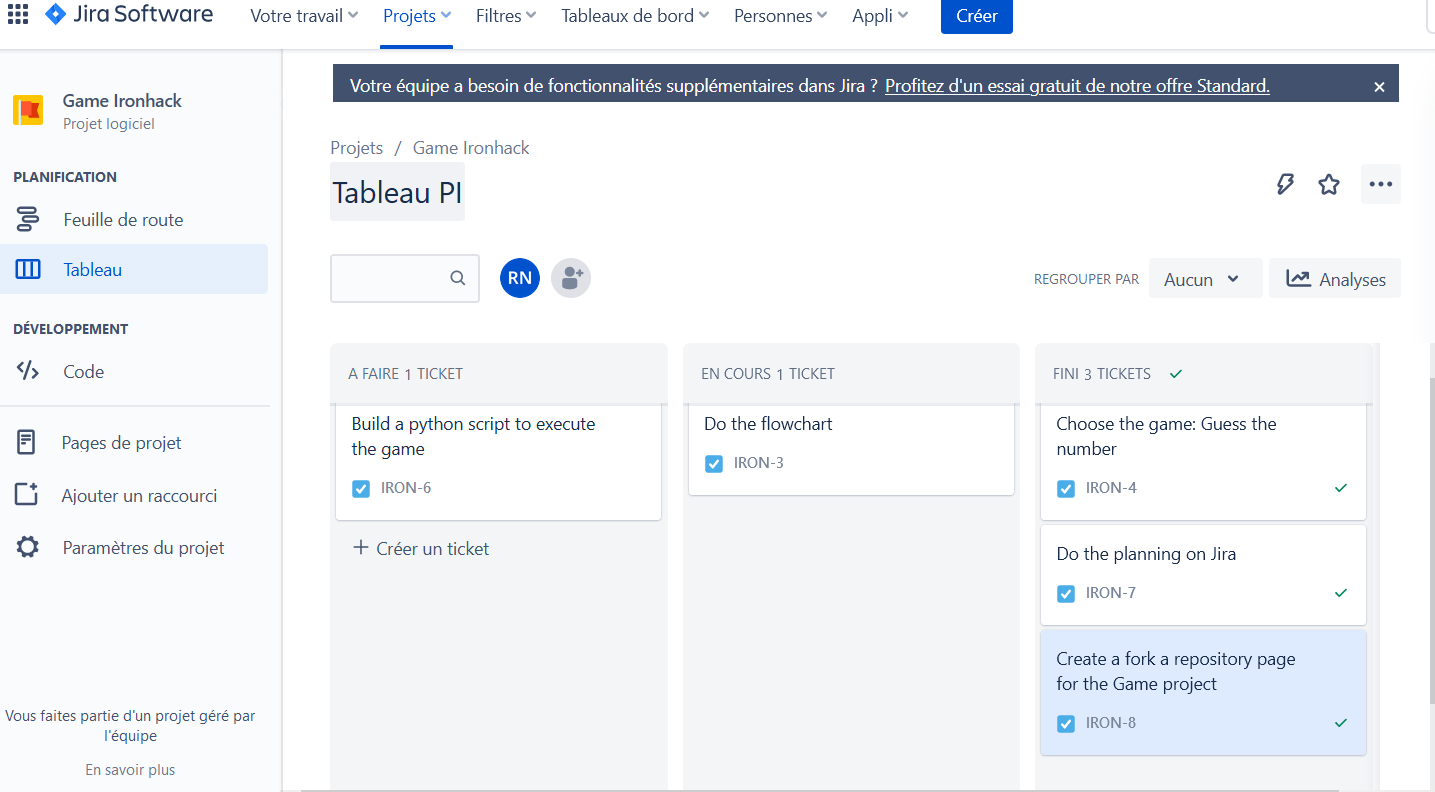 Jira Software
Votre travail
Projets
Filtres
Tableaux de bord
Personnes
Appli
Créer
Game Ironhack
Projet logiciel
PLANIFICATION
Feuille de route
Tableau
DÉVELOPPEMENT
Code
Pages de projet
Ajouter un raccourci
Paramètres du projet
Vous faites partie d'un projet géré par
l'équipe
En savoir plus
Votre équipe a besoin de fonctionnalités supplémentaires dans Jira ? Profitez d'un essai gratuit de notre offre Standard.
Projets / Game Ironhack
Tableau PI
RN
REGROUPER PAR
Aucun
Analyses
A FAIRE 1 TICKET
Build a python script to execute
the game
IRON-6
+ Créer un ticket
EN COURS 1 TICKET
Do the flowchart
IRON-3
FINI 3 TICKETS
Choose the game: Guess the
number
IRON-4
Do the planning on Jira
IRON-7
Create a fork a repository page
for the Game project
IRON-8